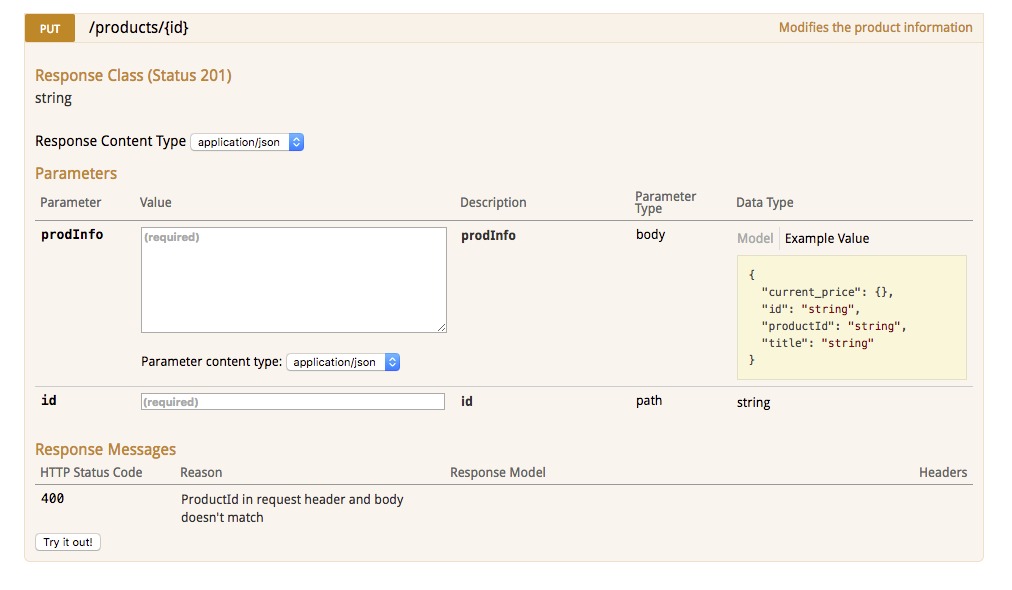 PUT /products/{id} Modifies the product information
Response Class (Status 201)
string
Response Content Type application/json
Parameters
Parameter Value Description Parameter Type Data Type
prodInfo (required) prodInfo body Model Example Value
{
"current_price": {},
"id": "string",
"productId": "string",
"title": "string"
}
Parameter content type: application/json
id (required) id path string
Response Messages
HTTP Status Code Reason Response Model Headers
400 ProductId in request header and body
doesn't match
Try it out!